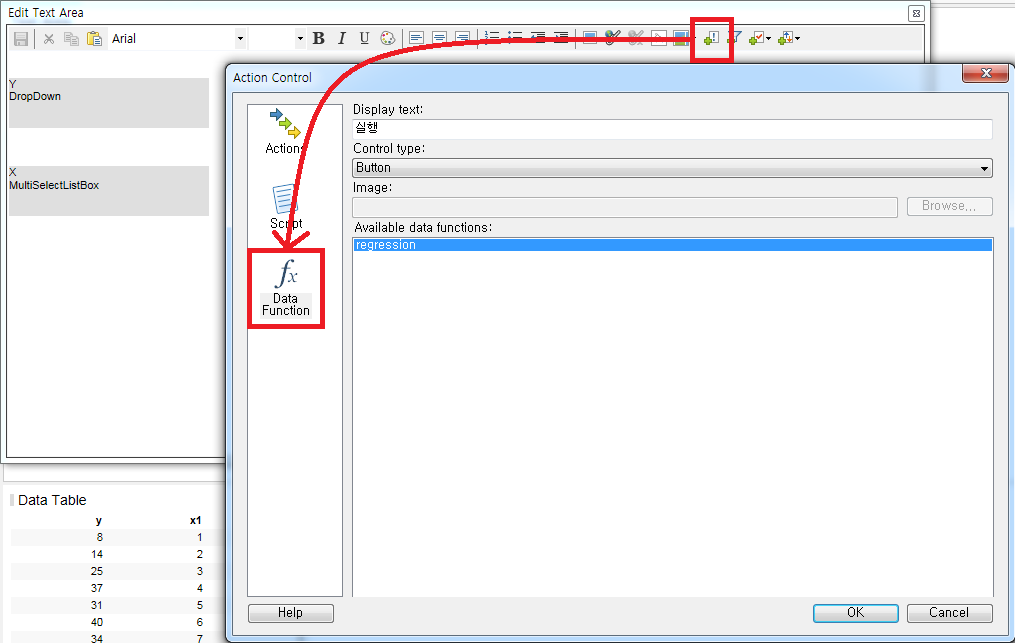 Edit Text Area
Arial
B I U
Y
DropDown
X
MultiSelectListBox
Action Control
Actions
Script
fx
Data
Function
Display text:
실행
Control type:
Button
Image:
Browse...
Available data functions:
regression
Help
OK
Cancel
Data Table
y x1
8 1
14 2
25 3
37 4
31 5
40 6
34 7